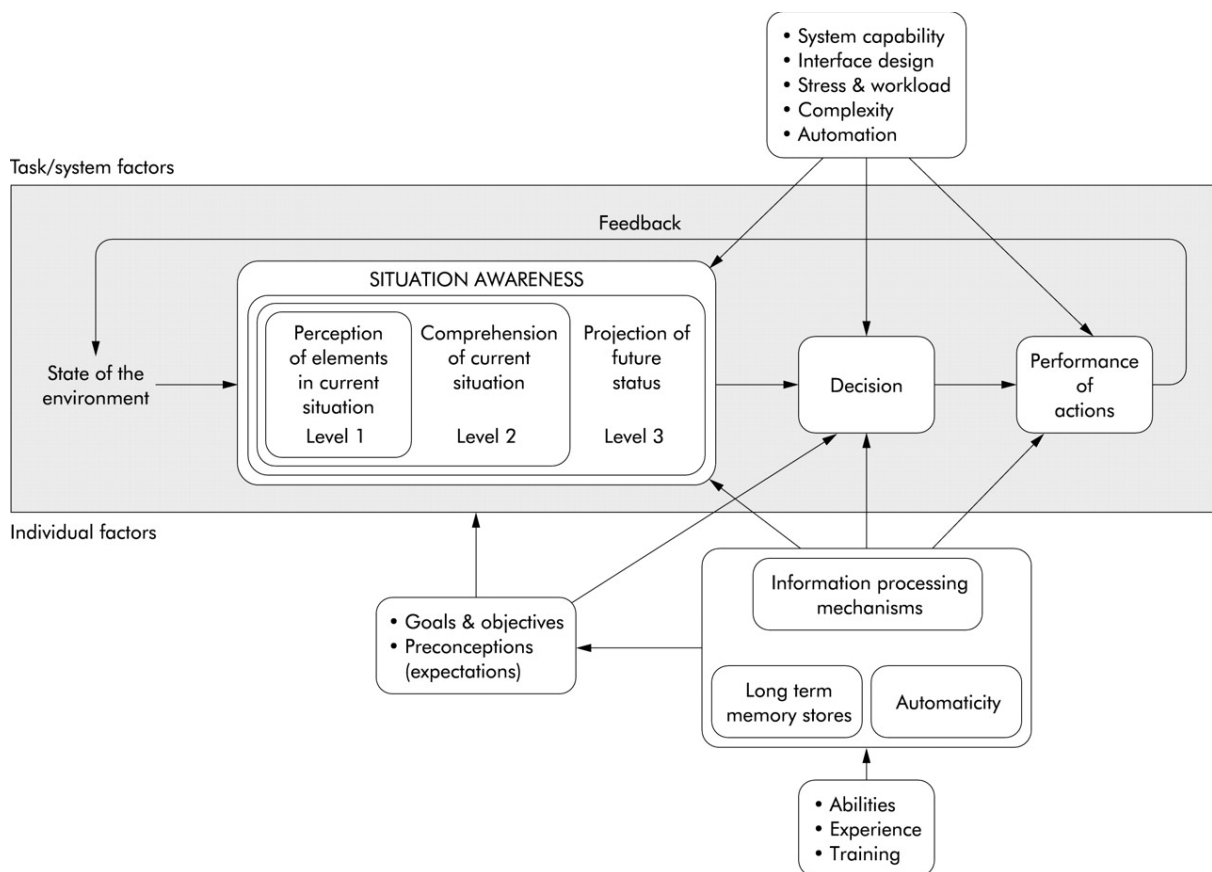 • System capability
• Interface design
• Stress & workload
• Complexity
• Automation
Task/system factors
Feedback
SITUATION AWARENESS
Perception
of elements
in current
situation
Level 1
Comprehension
of current
situation
Level 2
Projection of
future
status
Level 3
State of the
environment
Decision
Performance
of
actions
Individual factors
• Goals & objectives
• Preconceptions
(expectations)
Information processing
mechanisms
Long term
memory stores
Automaticity
• Abilities
• Experience
• Training